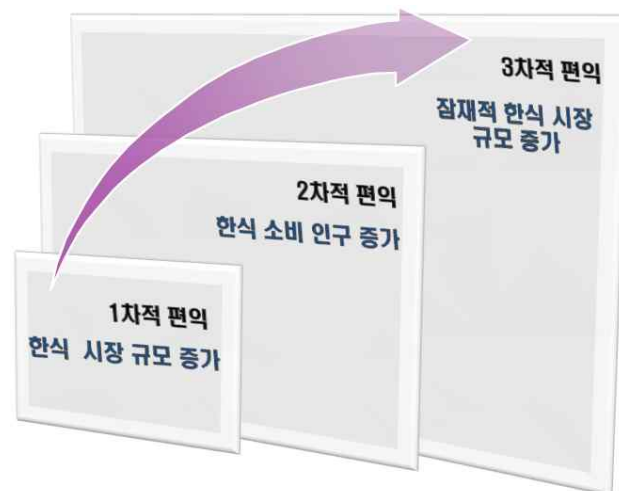 3차적 편익
잠재적 한식 시장
규모 증가
2차적 편익
한식 소비 인구 증가
1차적 편익
한식 시장 규모 증가